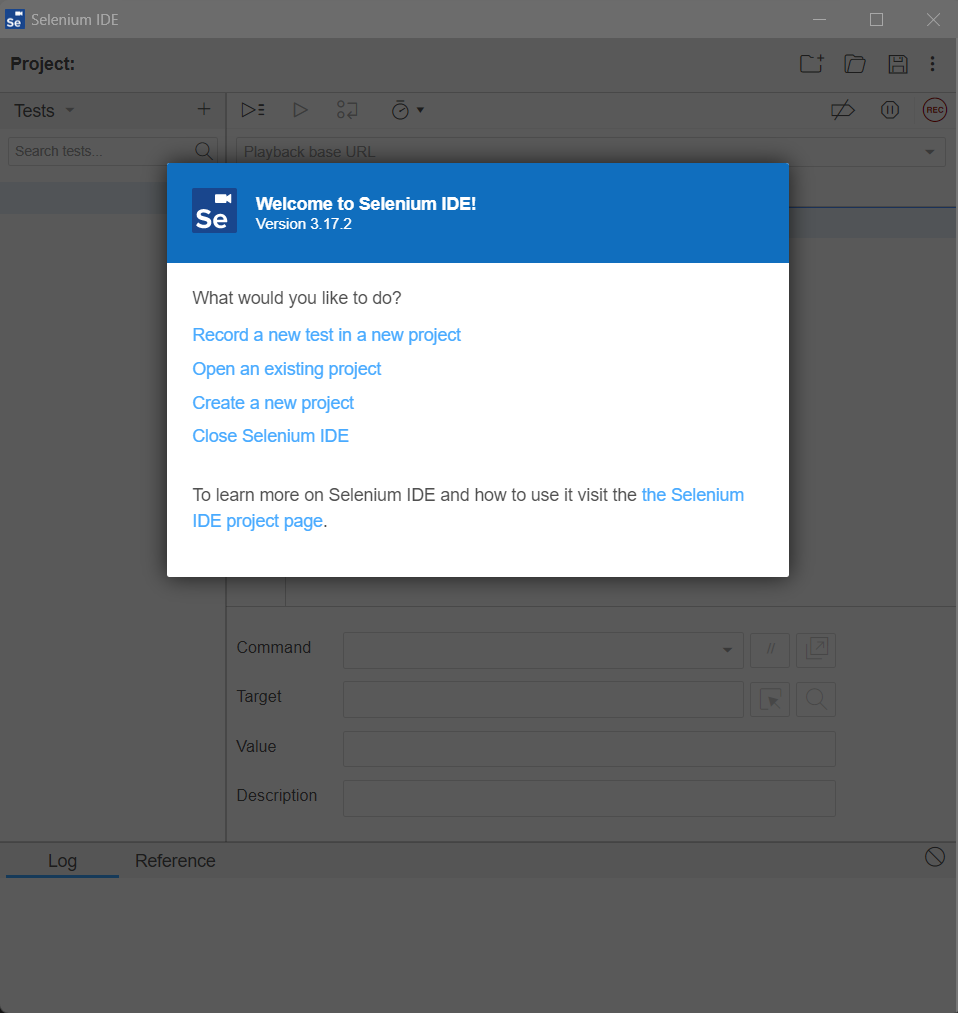 Se Selenium IDE
Project:
Tests
REC
Search tests...
Playback base URL
Se
Welcome to Selenium IDE!
Version 3.17.2
What would you like to do?
Record a new test in a new project
Open an existing project
Create a new project
Close Selenium IDE
To learn more on Selenium IDE and how to use it visit the the Selenium
IDE project page.
Command
//
Target
Value
Description
Log
Reference